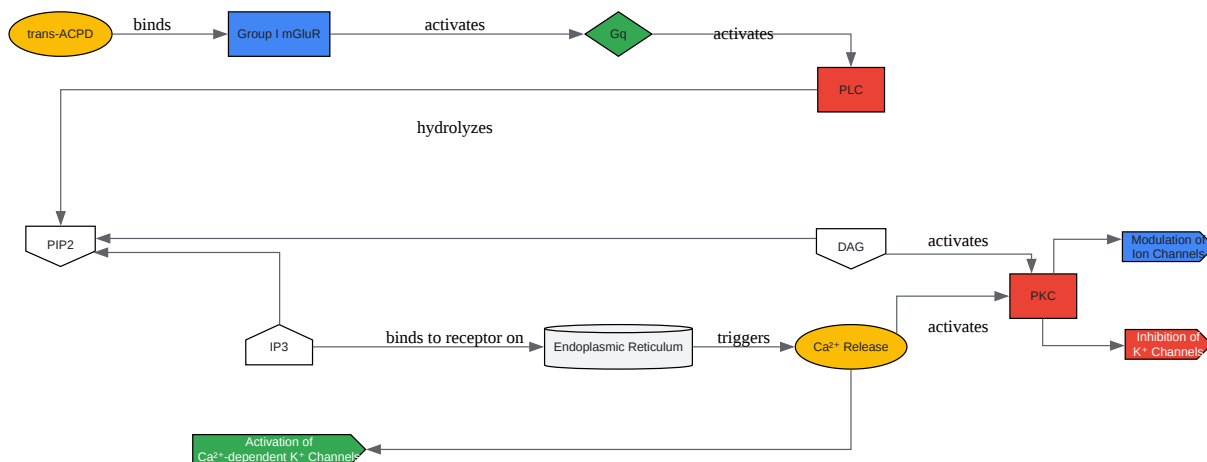 trans-ACPD
binds
Group I mGluR
activates
Gq
activates
PLC
hydrolyzes
PIP2
DAG
activates
Modulation of
Ion Channels
PKC
IP3
binds to receptor on
Endoplasmic Reticulum
triggers
Ca²⁺ Release
activates
Inhibition of
K⁺ Channels
Activation of
Ca²⁺-dependent K⁺ Channels